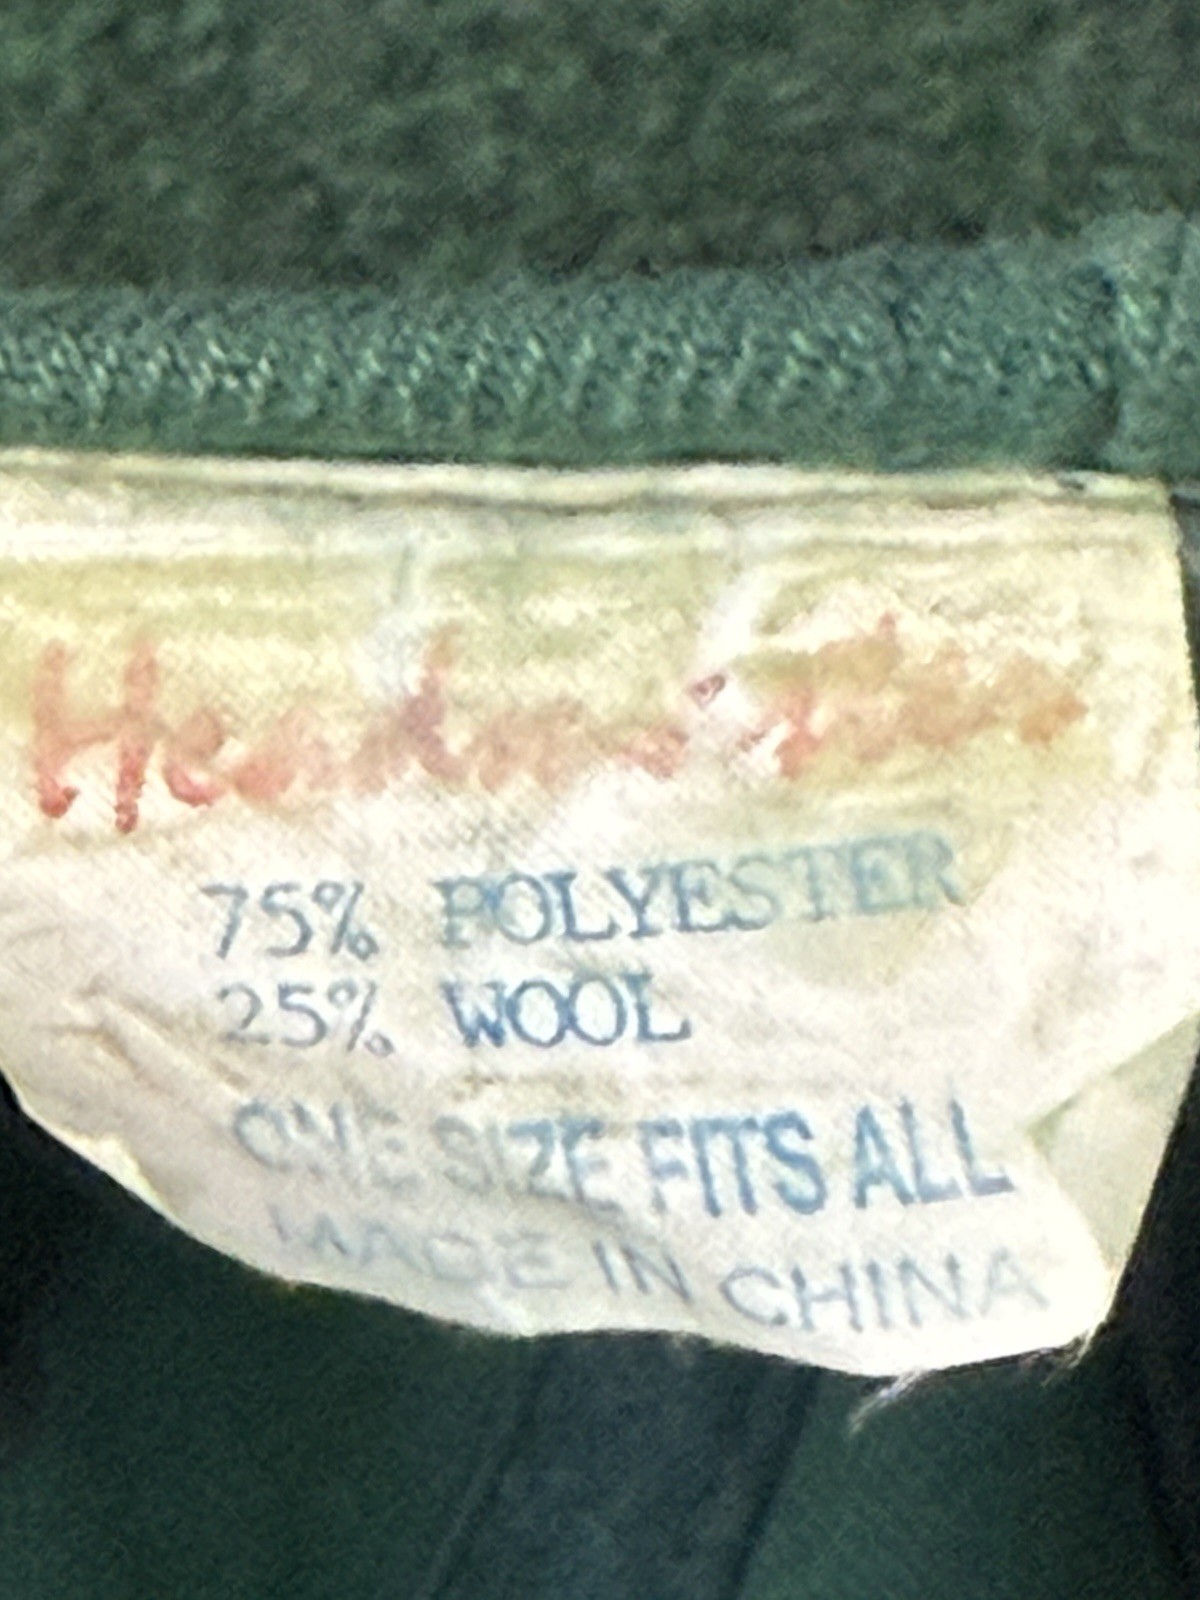 75% POLYESTER
25% WOOL
ONE SIZE FITS ALL
MADE IN CHINA